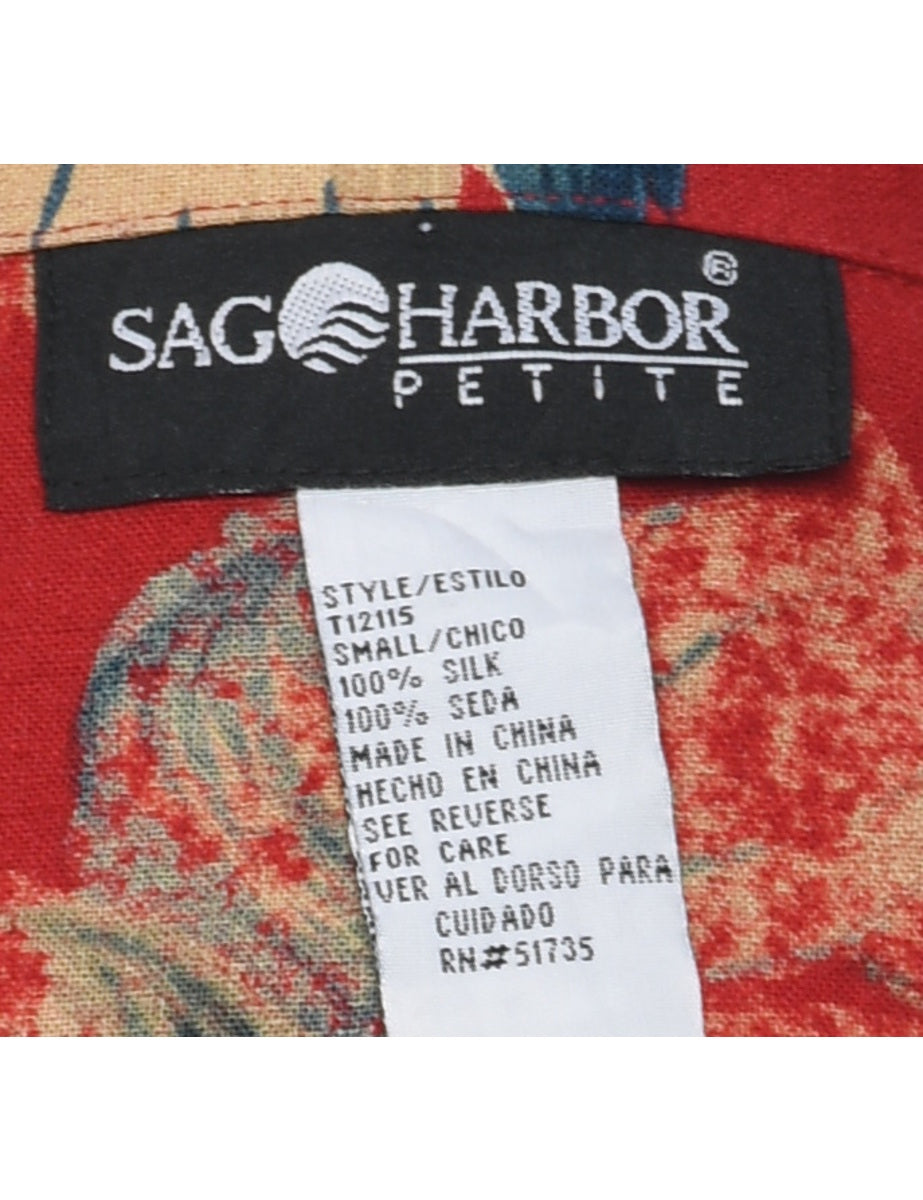 SAG HARBOR®
PETITE
STYLE/ESTILO
T12115
SMALL/CHICO
100% SILK
100% SEDA
MADE IN CHINA
HECHO EN CHINA
SEE REVERSE
FOR CARE
VER AL DORSO PARA
CUIDADO
RN#51735